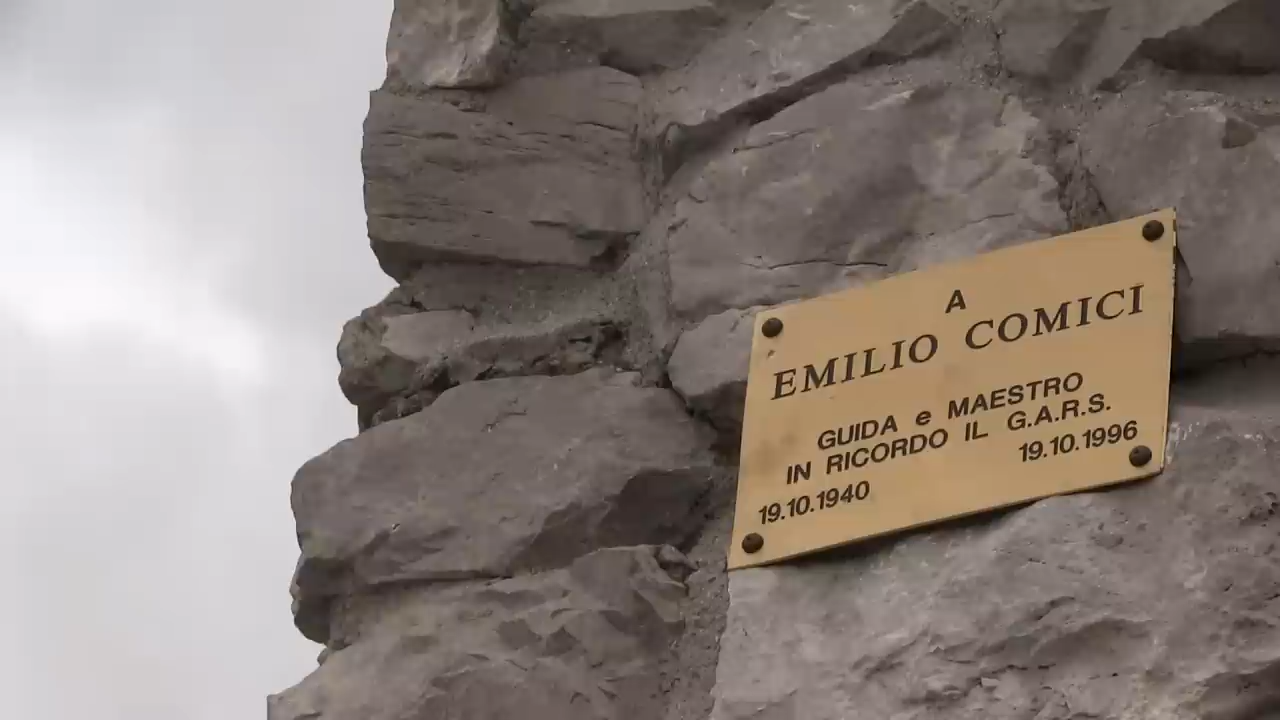 A
EMILIO COMICI
GUIDA e MAESTRO
IN RICORDO IL G.A.R.S.
19.10.1940 19.10.1996